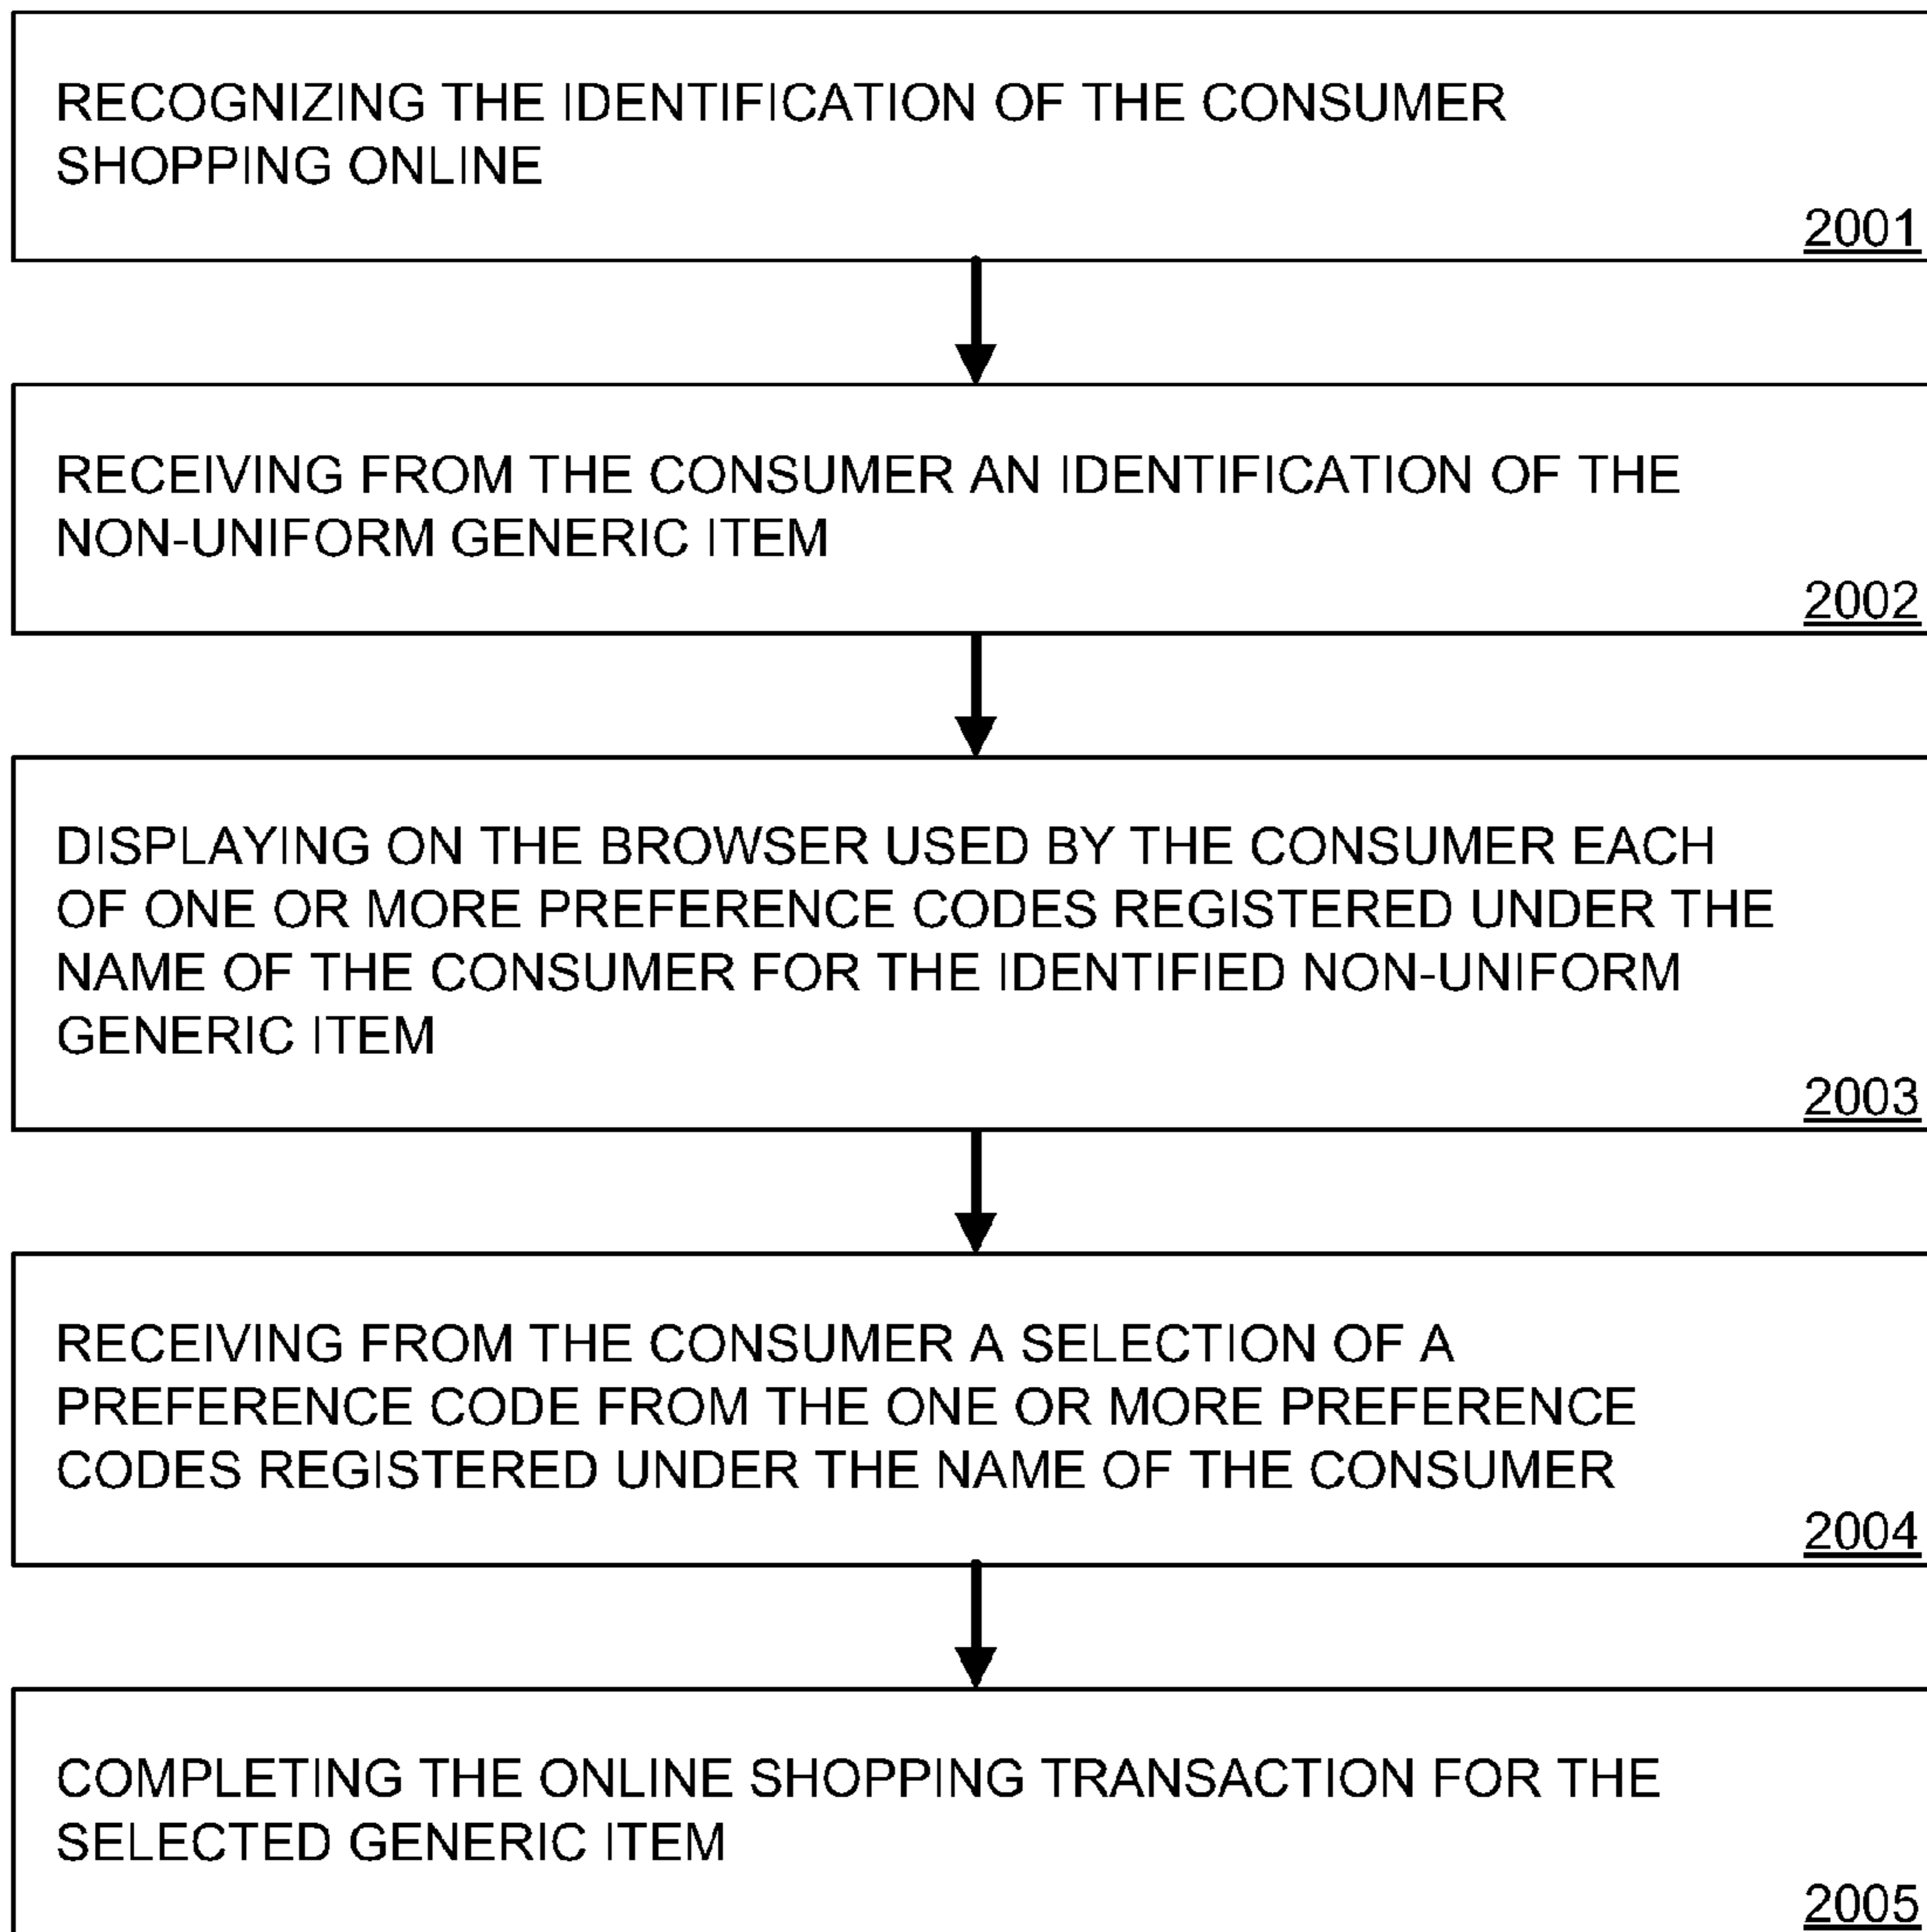 RECOGNIZING THE IDENTIFICATION OF THE CONSUMER
SHOPPING ONLINE
2001
RECEIVING FROM THE CONSUMER AN IDENTIFICATION OF THE
NON-UNIFORM GENERIC ITEM
2002
DISPLAYING ON THE BROWSER USED BY THE CONSUMER EACH
OF ONE OR MORE PREFERENCE CODES REGISTERED UNDER THE
NAME OF THE CONSUMER FOR THE IDENTIFIED NON-UNIFORM
GENERIC ITEM
2003
RECEIVING FROM THE CONSUMER A SELECTION OF A
PREFERENCE CODE FROM THE ONE OR MORE PREFERENCE
CODES REGISTERED UNDER THE NAME OF THE CONSUMER
2004
COMPLETING THE ONLINE SHOPPING TRANSACTION FOR THE
SELECTED GENERIC ITEM
2005